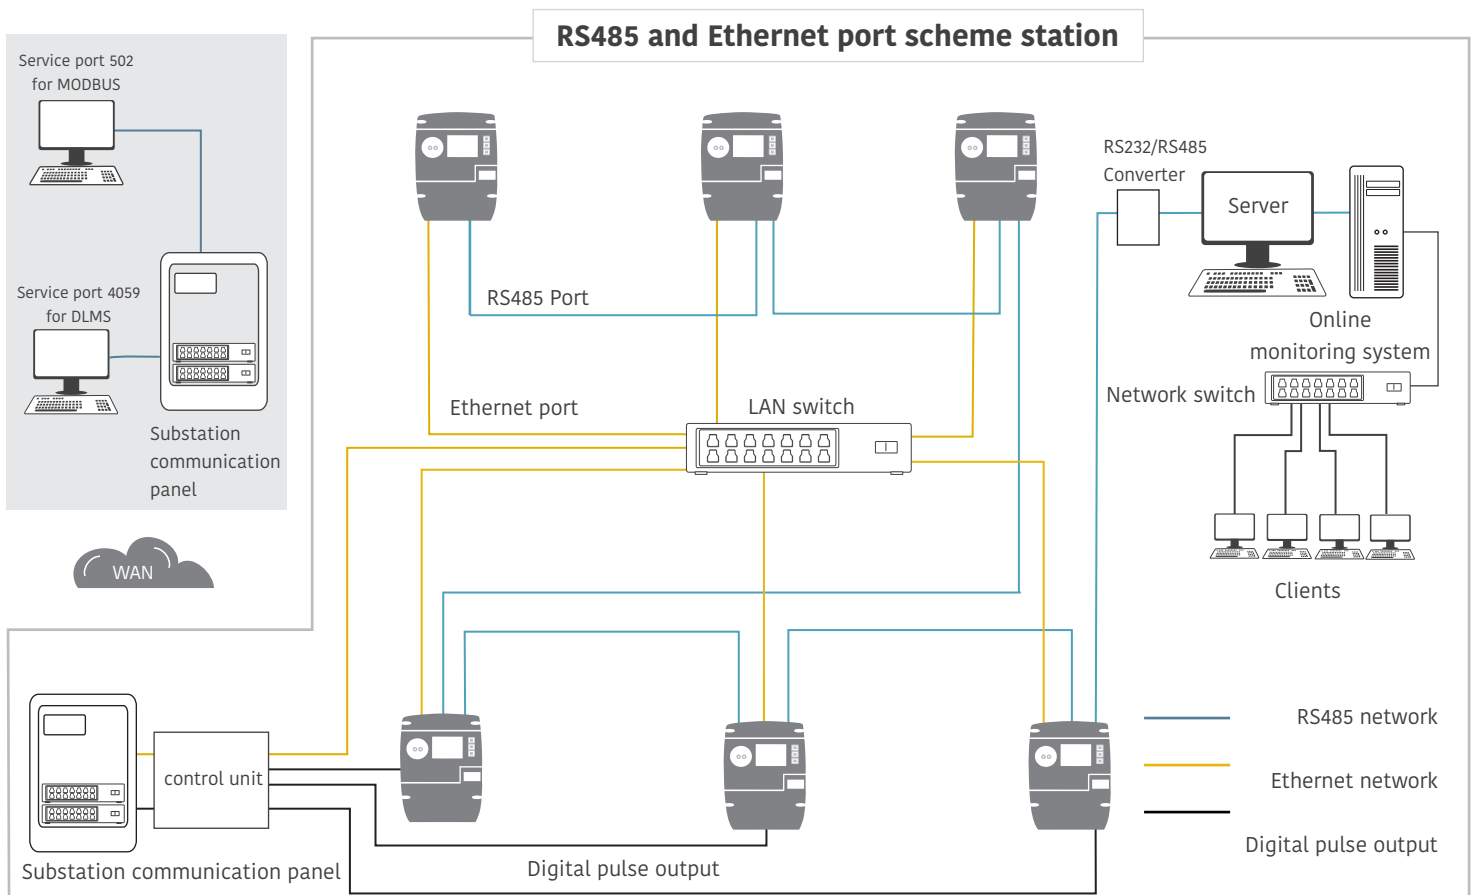 RS485 and Ethernet port scheme station
Service port 502
for MODBUS
Service port 4059
for DLMS
Substation
communication
panel
WAN
RS485 Port
Ethernet port
LAN switch
RS232/RS485
Converter
Server
Online
monitoring system
Network switch
Clients
control unit
Substation communication panel
Digital pulse output
RS485 network
Ethernet network
Digital pulse output